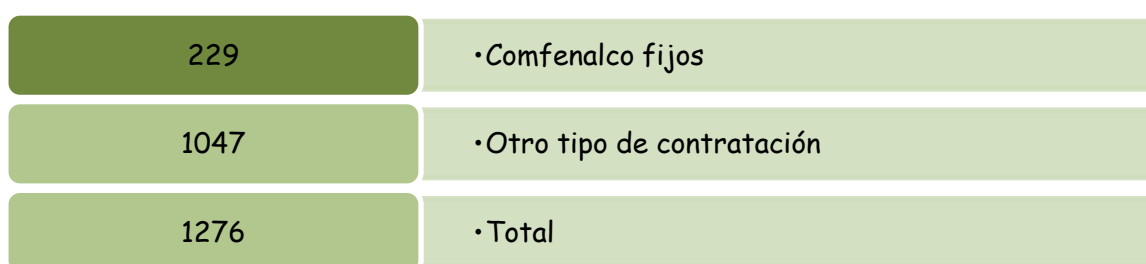 229 •Comfenalco fijos
1047 •Otro tipo de contratación
1276 •Total